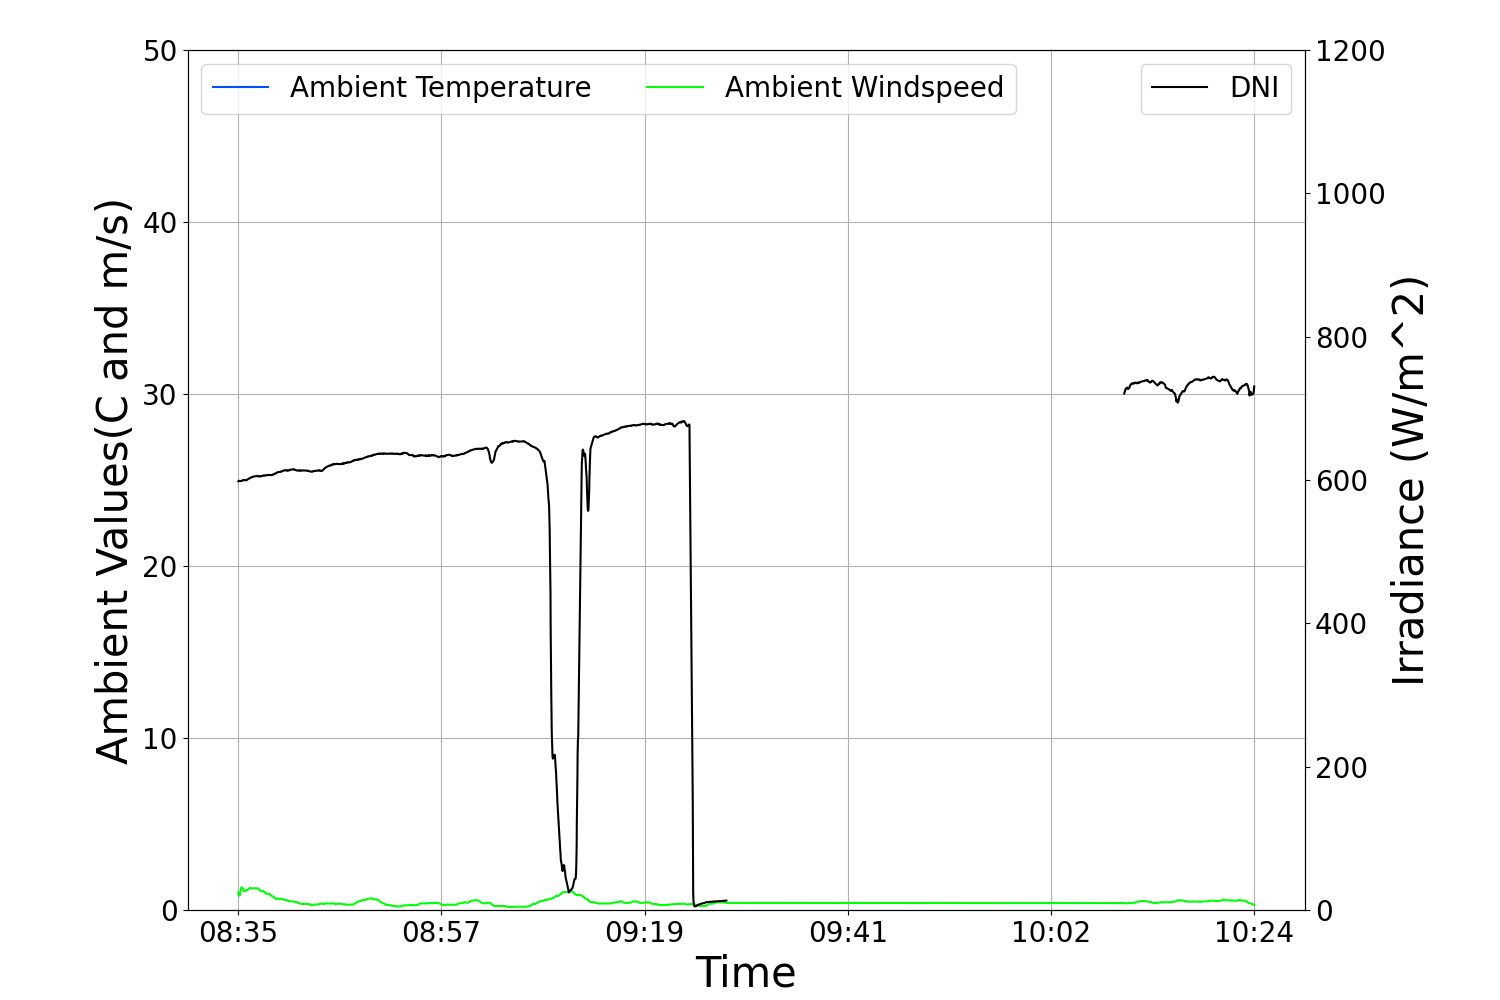 Ambient Temperature Ambient Windspeed DNI
Ambient Values(C and m/s)
50
40
30
20
10
0
1200
1000
800
600
400
200
0
Irradiance (W/m^2)
08:35 08:57 09:19 09:41 10:02 10:24
Time